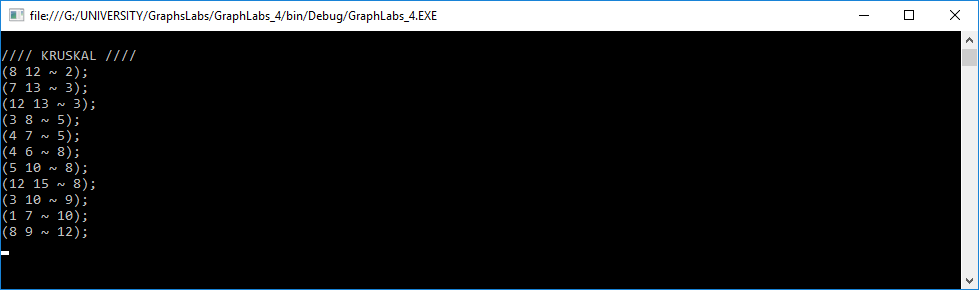 file:///G:/UNIVERSITY/GraphsLabs/GraphLabs_4/bin/Debug/GraphLabs_4.EXE
//// KRUSKAL ////
(8 12 ~ 2);
(7 13 ~ 3);
(12 13 ~ 3);
(3 8 ~ 5);
(4 7 ~ 5);
(4 6 ~ 8);
(5 10 ~ 8);
(12 15 ~ 8);
(3 10 ~ 9);
(1 7 ~ 10);
(8 9 ~ 12);